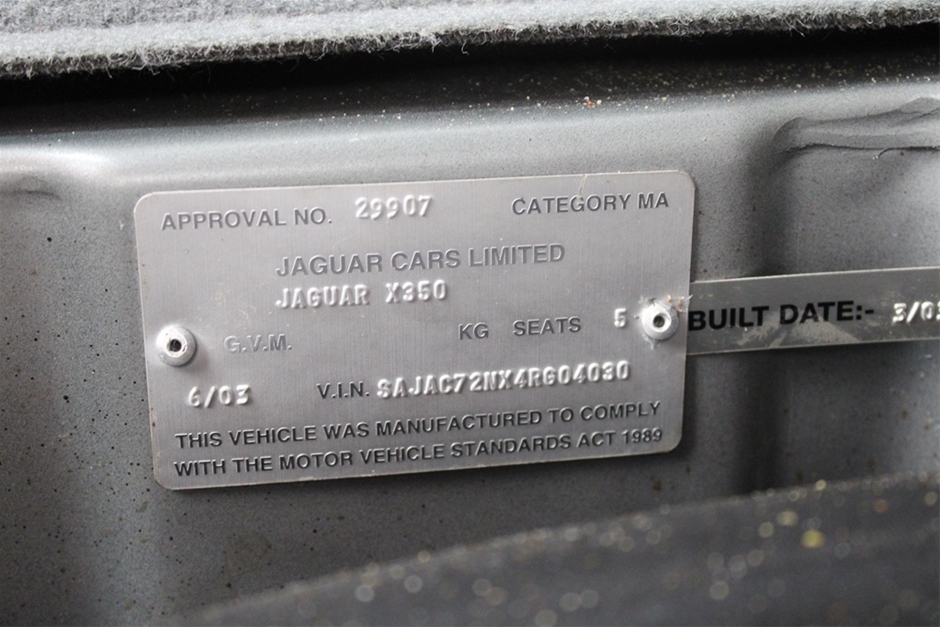 APPROVAL NO. 29907 CATEGORY MA
JAGUAR CARS LIMITED
JAGUAR X350
G.V.M. KG SEATS 5
6/03 V.I.N. SAJAC72NX4RG04030
THIS VEHICLE WAS MANUFACTURED TO COMPLY
WITH THE MOTOR VEHICLE STANDARDS ACT 1989
BUILT DATE:-